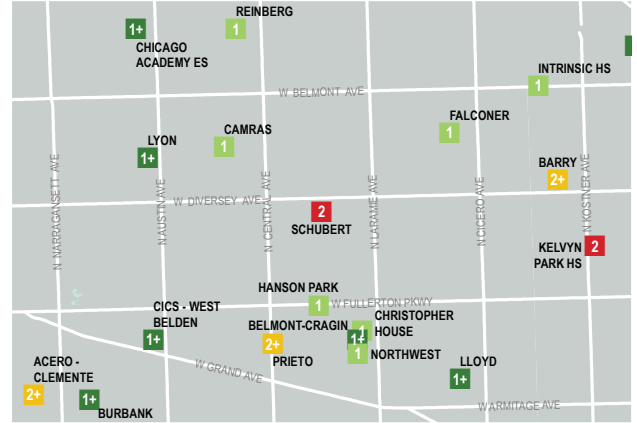 REINBERG
1+
1
CHICAGO
ACADEMY ES
INTRINSIC HS
1
W BELMONT AVE
FALCONER
1
CAMRAS
1
LYON
1+
BARRY
2+
N NARRAGANSETT AVE
N AUSTIN AVE
N CENTRAL AVE
N LARAMIE AVE
N CICERO AVE
N KOSTNER AVE
W DIVERSEY AVE
2
SCHUBERT
KELVYN
PARK HS
2
HANSON PARK
1
W FULLERTON PKWY
CICS - WEST
BELDEN
1+
BELMONT-CRAGIN
1+
CHRISTOPHER
HOUSE
1
2+
PRIETO
1
NORTHWEST
W GRAND AVE
ACERO -
CLEMENTE
2+
1+
BURBANK
LLOYD
1+
W ARMITAGE AVE